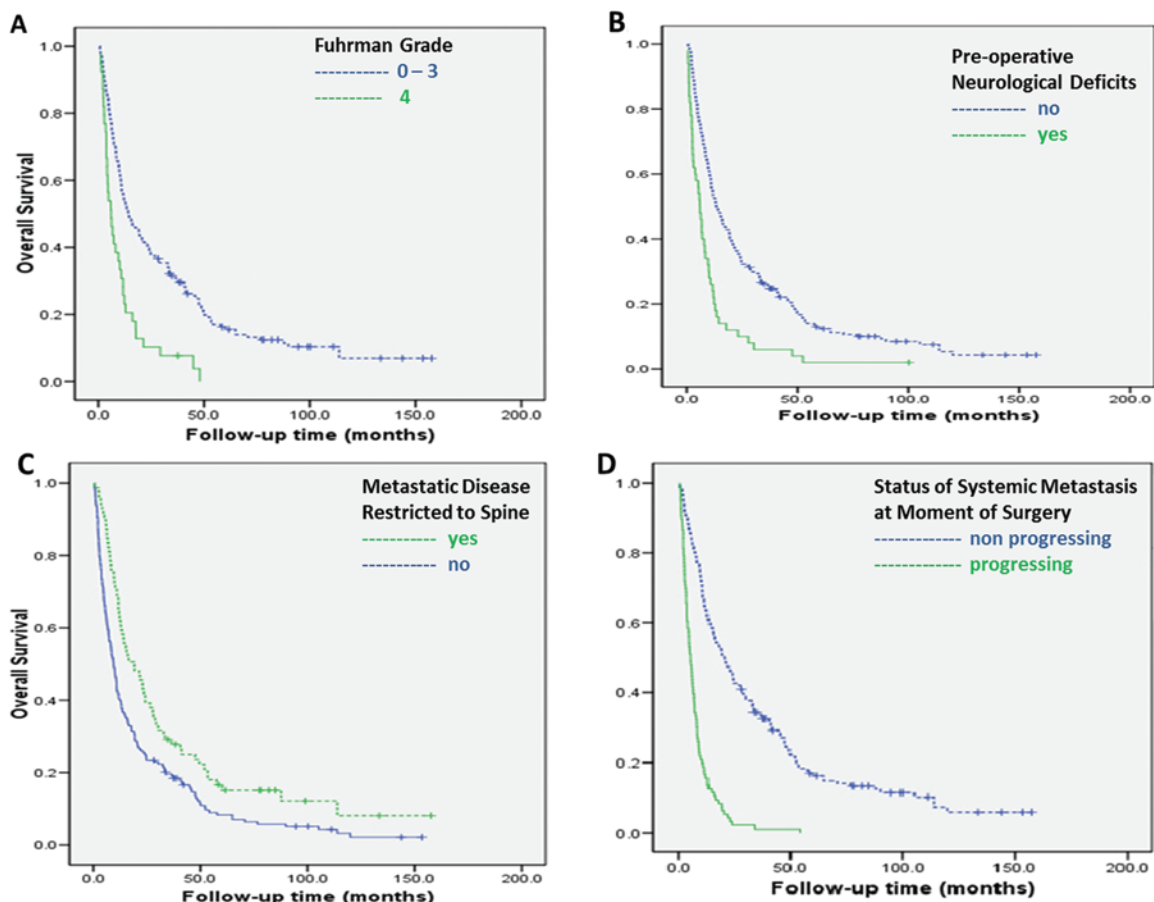 A
Fuhrman Grade
0 – 3
4
Overall Survival
1.0
0.8
0.6
0.4
0.2
0.0
0.0 50.0 100.0 150.0 200.0
Follow-up time (months)
B
Pre-operative
Neurological Deficits
no
yes
1.0
0.8
0.6
0.4
0.2
0.0
0.0 50.0 100.0 150.0 200.0
Follow-up time (months)
C
Metastatic Disease
Restricted to Spine
yes
no
Overall Survival
1.0
0.8
0.6
0.4
0.2
0.0
0.0 50.0 100.0 150.0 200.0
Follow-up time (months)
D
Status of Systemic Metastasis
at Moment of Surgery
non progressing
progressing
1.0
0.8
0.6
0.4
0.2
0.0
0.0 50.0 100.0 150.0 200.0
Follow-up time (months)